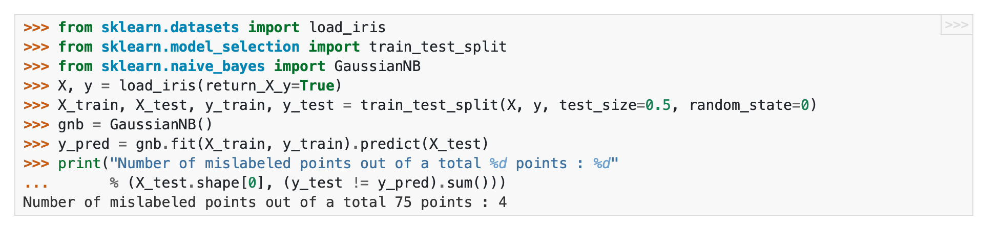 >>> from sklearn.datasets import load_iris
>>> from sklearn.model_selection import train_test_split
>>> from sklearn.naive_bayes import GaussianNB
>>> X, y = load_iris(return_X_y=True)
>>> X_train, X_test, y_train, y_test = train_test_split(X, y, test_size=0.5, random_state=0)
>>> gnb = GaussianNB()
>>> y_pred = gnb.fit(X_train, y_train).predict(X_test)
>>> print("Number of mislabeled points out of a total %d points : %d"
...       % (X_test.shape[0], (y_test != y_pred).sum()))
Number of mislabeled points out of a total 75 points : 4
>>>